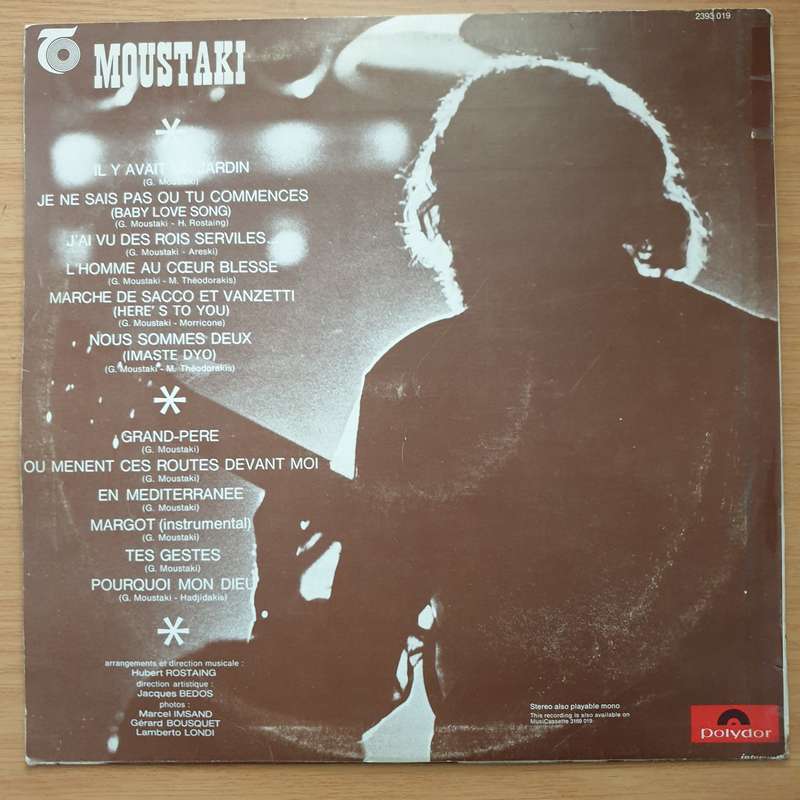 2393 019
MOUSTAKI
IL Y AVAIT UN JARDIN
(G. Moustaki)
JE NE SAIS PAS OU TU COMMENCES
(BABY LOVE SONG)
(G. Moustaki - H. Rostaing)
J'AI VU DES ROIS SERVILES...
(G. Moustaki - Areski)
L'HOMME AU CŒUR BLESSE
(G. Moustaki - M. Théodorakis)
MARCHE DE SACCO ET VANZETTI
(HERE'S TO YOU)
(G. Moustaki - Morricone)
NOUS SOMMES DEUX
(IMASTE DYO)
(G. Moustaki - M. Théodorakis)
GRAND-PERE
(G. Moustaki)
OU MENENT CES ROUTES DEVANT MOI
(G. Moustaki)
EN MEDITERRANEE
(G. Moustaki)
MARGOT (instrumental)
(G. Moustaki)
TES GESTES
(G. Moustaki)
POURQUOI MON DIEU
(G. Moustaki - Hadjidakis)
arrangements et direction musicale :
Hubert ROSTAING
direction artistique :
Jacques BEDOS
photos :
Marcel IMSAND
Gérard BOUSQUET
Lamberto LONDI
Stereo also playable mono
This recording is also available on
MusiCassette 3169 019
polydor